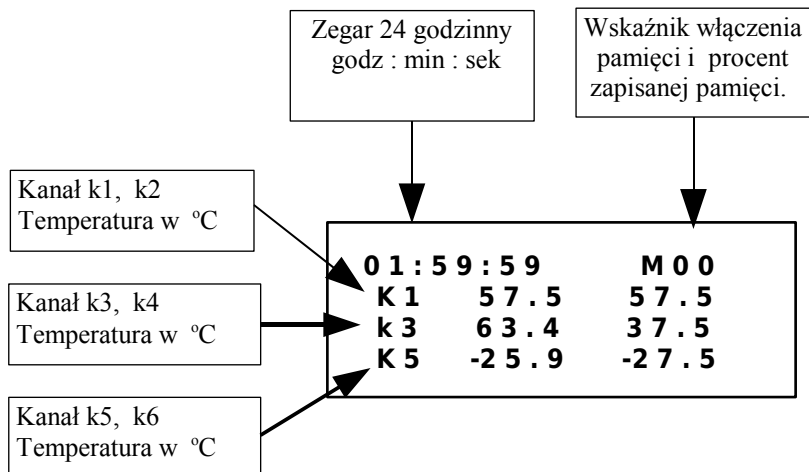 Zegar 24 godzinny
godz : min : sek
Wskaźnik włączenia
pamięci i procent
zapisanej pamięci.
Kanał k1, k2
Temperatura w ºC
Kanał k3, k4
Temperatura w ºC
Kanał k5, k6
Temperatura w ºC
01:59:59 M00
K1 57.5 57.5
k3 63.4 37.5
K5 -25.9 -27.5